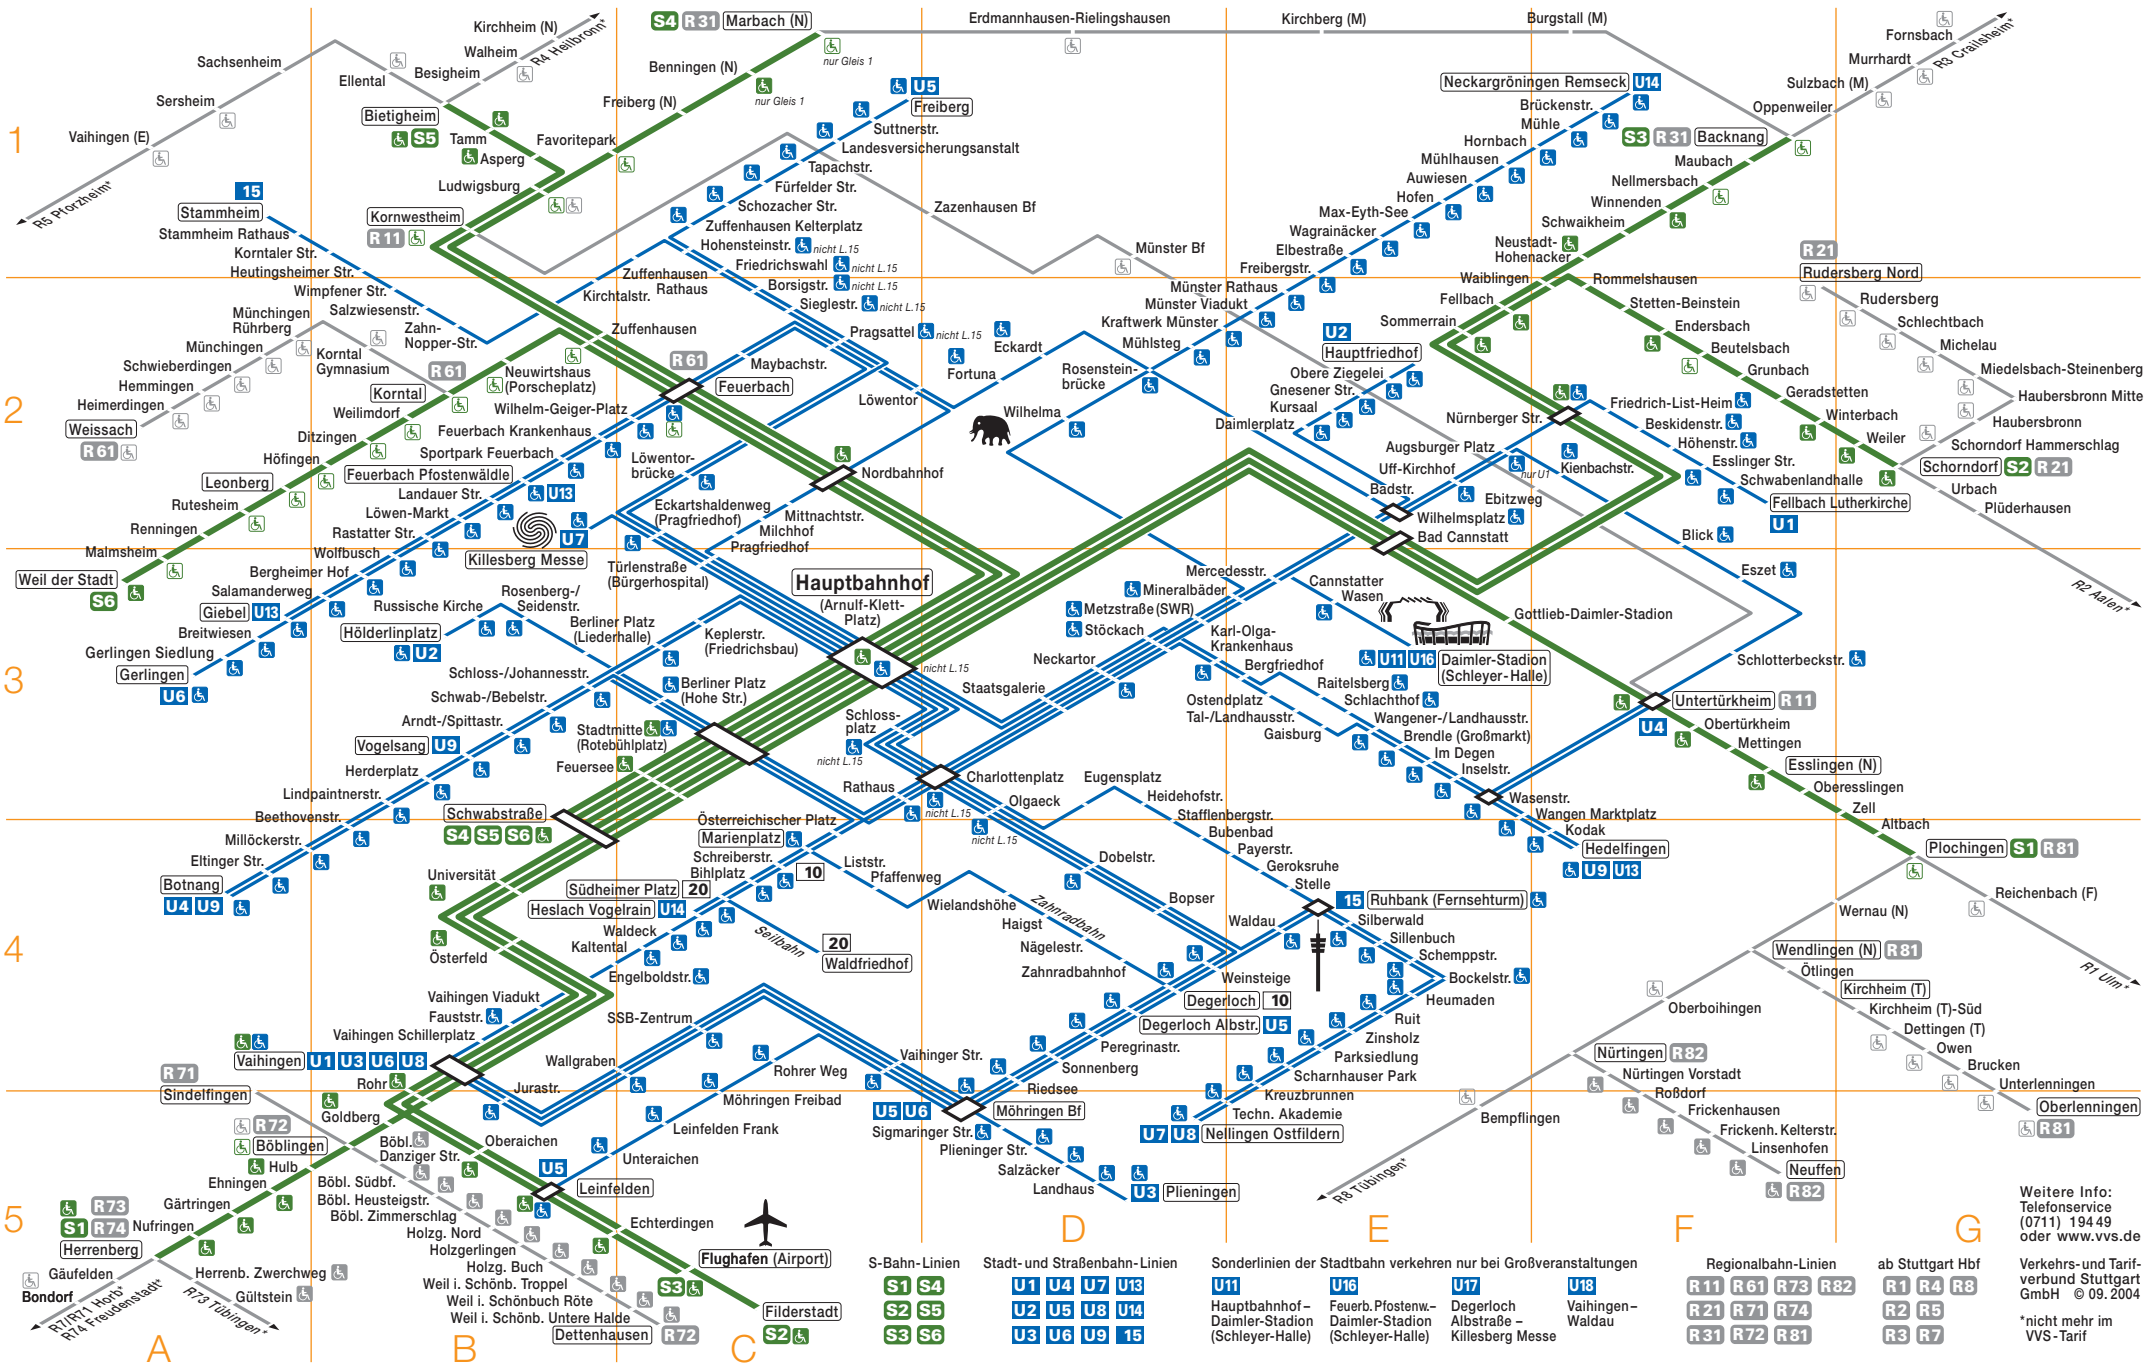 S4 R31 Marbach (N)
Erdmannhausen-Rielingshausen
Kirchberg (M)
Burgstall (M)
Kirchheim (N)
Walheim
Besigheim
R4 Heilbronn*
Sachsenheim
Ellental
Sersheim
Vaihingen (E)
R5 Pforzheim*
Bietigheim
S5
Tamm
Asperg
Ludwigsburg
Favoritepark
Freiberg (N)
Benningen (N)
nur Gleis 1
nur Gleis 1
Kornwestheim
R11
U5
Freiberg
Suttnerstr.
Landesversicherungsanstalt
Tapachstr.
Fürfelder Str.
Schozacher Str.
Zuffenhausen Kelterplatz
Hohensteinstr. nicht L.15
Friedrichswahl nicht L.15
Borsigstr. nicht L.15
Sieglestr. nicht L.15
Pragsattel nicht L.15
Zazenhausen Bf
Münster Bf
Neckargröningen Remseck U14
Brückenstr.
Mühle
Hornbach
Mühlhausen
Auwiesen
Hofen
Max-Eyth-See
Wagrainäcker
Elbestraße
Freibergstr.
Münster Rathaus
Münster Viadukt
Kraftwerk Münster
Mühlsteg
Rosenstein-
brücke
Fornsbach
Murrhardt
Sulzbach (M)
Oppenweiler
R3 Crailsheim*
S3 R31 Backnang
Maubach
Nellmersbach
Winnenden
Schwaikheim
Neustadt-
Hohenacker
Waiblingen
Fellbach
Sommerrain
Rommelshausen
Stetten-Beinstein
Endersbach
Beutelsbach
Grunbach
Geradstetten
Winterbach
Weiler
Schorndorf S2 R21
Urbach
Plüderhausen
R2 Aalen*
R21
Rudersberg Nord
Rudersberg
Schlechtbach
Michelau
Miedelsbach-Steinenberg
Haubersbronn Mitte
Haubersbronn
Schorndorf Hammerschlag
15
Stammheim
Stammheim Rathaus
Korntaler Str.
Heutingsheimer Str.
Wimpfener Str.
Salzwiesenstr.
Zahn-
Nopper-Str.
Kirchtalstr.
Zuffenhausen
Rathaus
Zuffenhausen
Münchingen
Rührberg
Münchingen
Schwieberdingen
Hemmingen
Heimerdingen
Weissach
R61
Korntal
Gymnasium
R61
Korntal
Weilimdorf
Ditzingen
Höfingen
Leonberg
Rutesheim
Renningen
Malmsheim
Weil der Stadt
S6
Neuwirtshaus
(Porscheplatz)
R61
Feuerbach
Maybachstr.
Wilhelm-Geiger-Platz
Feuerbach Krankenhaus
Sportpark Feuerbach
Feuerbach Pfostenwäldle
U13
Landauer Str.
Löwen-Markt
Rastatter Str.
Wolfbusch
Bergheimer Hof
Salamanderweg
Giebel U13
Breitwiesen
Gerlingen Siedlung
Gerlingen
U6
Löwentor-
brücke
Löwentor
Eckardt
Fortuna
Wilhelma
Nordbahnhof
Mittnachtstr.
Milchhof
Pragfriedhof
Eckartshaldenweg
(Pragfriedhof)
U7
Killesberg Messe
Türlenstraße
(Bürgerhospital)
U2
Hauptfriedhof
Obere Ziegelei
Gnesener Str.
Kursaal
Daimlerplatz
Nürnberger Str.
Augsburger Platz
Uff-Kirchhof
Badstr.
nur U1
Kienbachstr.
Ebitzweg
Wilhelmsplatz
Bad Cannstatt
Friedrich-List-Heim
Beskidenstr.
Höhenstr.
Esslinger Str.
Schwabenlandhalle
Fellbach Lutherkirche
U1
Blick
Eszet
Schlotterbeckstr.
Hauptbahnhof
(Arnulf-Klett-
Platz)
nicht L.15
Mercedesstr.
Mineralbäder
Metzstraße (SWR)
Stöckach
Neckartor
Staatsgalerie
Cannstatter
Wasen
U11 U16 Daimler-Stadion
(Schleyer-Halle)
Gottlieb-Daimler-Stadion
Untertürkheim R11
U4
Obertürkheim
Mettingen
Esslingen (N)
Oberesslingen
Zell
Altbach
Plochingen S1 R81
Reichenbach (F)
R1 Ulm*
Karl-Olga-
Krankenhaus
Bergfriedhof
Raitelsberg
Schlachthof
Ostendplatz
Tal-/Landhausstr.
Gaisburg
Wangener-/Landhausstr.
Brendle (Großmarkt)
Im Degen
Inselstr.
Wasenstr.
Wangen Marktplatz
Kodak
Hedelfingen
U9 U13
Russische Kirche
Hölderlinplatz
U2
Rosenberg-/
Seidenstr.
Berliner Platz
(Liederhalle)
Keplerstr.
(Friedrichsbau)
Schloss-/Johannesstr.
Schwab-/Bebelstr.
Arndt-/Spittastr.
Vogelsang U9
Herderplatz
Lindpaintnerstr.
Beethovenstr.
Millöckerstr.
Eltinger Str.
Botnang
U4 U9
Berliner Platz
(Hohe Str.)
Stadtmitte
(Rotebühlplatz)
Feuersee
Schwabstraße
S4 S5 S6
Schloss-
platz
nicht L.15
Rathaus
Charlottenplatz
nicht L.15
Olgaeck
nicht L.15
Eugensplatz
Heidehofstr.
Stafflenbergstr.
Bubenbad
Payerstr.
Geroksruhe
Stelle
15 Ruhbank (Fernsehturm)
Dobelstr.
Bopser
Waldau
Weinsteige
Silberwald
Sillenbuch
Schemppstr.
Bockelstr.
Heumaden
Ruit
Zinsholz
Parksiedlung
Scharnhauser Park
Kreuzbrunnen
Techn. Akademie
U7 U8 Nellingen Ostfildern
Österreichischer Platz
Marienplatz
10
Schreiberstr.
Bihlplatz
Südheimer Platz 20
Heslach Vogelrain U14
Waldeck
Kaltental
Engelboldstr.
Liststr.
Pfaffenweg
Wielandshöhe
Haigst
Nägelestr.
Zahnradbahnhof
Zahnradbahn
Seilbahn
20
Waldfriedhof
Degerloch 10
Degerloch Albstr. U5
Peregrinastr.
Sonnenberg
Riedsee
Universität
Österfeld
Vaihingen Viadukt
Fauststr.
Vaihingen Schillerplatz
Vaihingen U1 U3 U6 U8
Rohr
Goldberg
SSB-Zentrum
Wallgraben
Jurastr.
Vaihinger Str.
Rohrer Weg
Möhringen Freibad
Leinfelden Frank
Unteraichen
U5 U6
Möhringen Bf
Sigmaringer Str.
Plieninger Str.
Salzäcker
Landhaus
U3 Plieningen
U5
Leinfelden
Oberaichen
Echterdingen
Flughafen (Airport)
S3
Filderstadt
S2
R71
Sindelfingen
R72
Böblingen
Hulb
Ehningen
Gärtringen
Nufringen
R73
S1 R74
Herrenberg
Gäufelden
Bondorf
R7/R71 Horb*
R74 Freudenstadt*
R73 Tübingen*
Herrenb. Zwerchweg
Gültstein
Böbl.
Danziger Str.
Böbl. Südbf.
Böbl. Heusteigstr.
Böbl. Zimmerschlag
Holzg. Nord
Holzgerlingen
Holzg. Buch
Weil i. Schönb. Troppel
Weil i. Schönbuch Röte
Weil i. Schönb. Untere Halde
Dettenhausen R72
Wernau (N)
Wendlingen (N) R81
Ötlingen
Kirchheim (T)
Kirchheim (T)-Süd
Dettingen (T)
Owen
Brucken
Unterlenningen
Oberlenningen
R81
Oberboihingen
Nürtingen R82
Nürtingen Vorstadt
Roßdorf
Frickenhausen
Frickenh. Kelterstr.
Linsenhofen
Neuffen
R82
Bempflingen
R8 Tübingen*
1
2
3
4
5
A
B
C
D
E
F
G
S-Bahn-Linien
S1 S4
S2 S5
S3 S6
Stadt- und Straßenbahn-Linien
U1 U4 U7 U13
U2 U5 U8 U14
U3 U6 U9 15
Sonderlinien der Stadtbahn verkehren nur bei Großveranstaltungen
U11
Hauptbahnhof –
Daimler-Stadion
(Schleyer-Halle)
U16
Feuerb. Pfostenw.–
Daimler-Stadion
(Schleyer-Halle)
U17
Degerloch
Albstraße –
Killesberg Messe
U18
Vaihingen–
Waldau
Regionalbahn-Linien
R11 R61 R73 R82
R21 R71 R74
R31 R72 R81
ab Stuttgart Hbf
R1 R4 R8
R2 R5
R3 R7
Weitere Info:
Telefonservice
(0711) 194 49
oder www.vvs.de
Verkehrs- und Tarif-
verbund Stuttgart
GmbH © 09. 2004
*nicht mehr im
VVS-Tarif